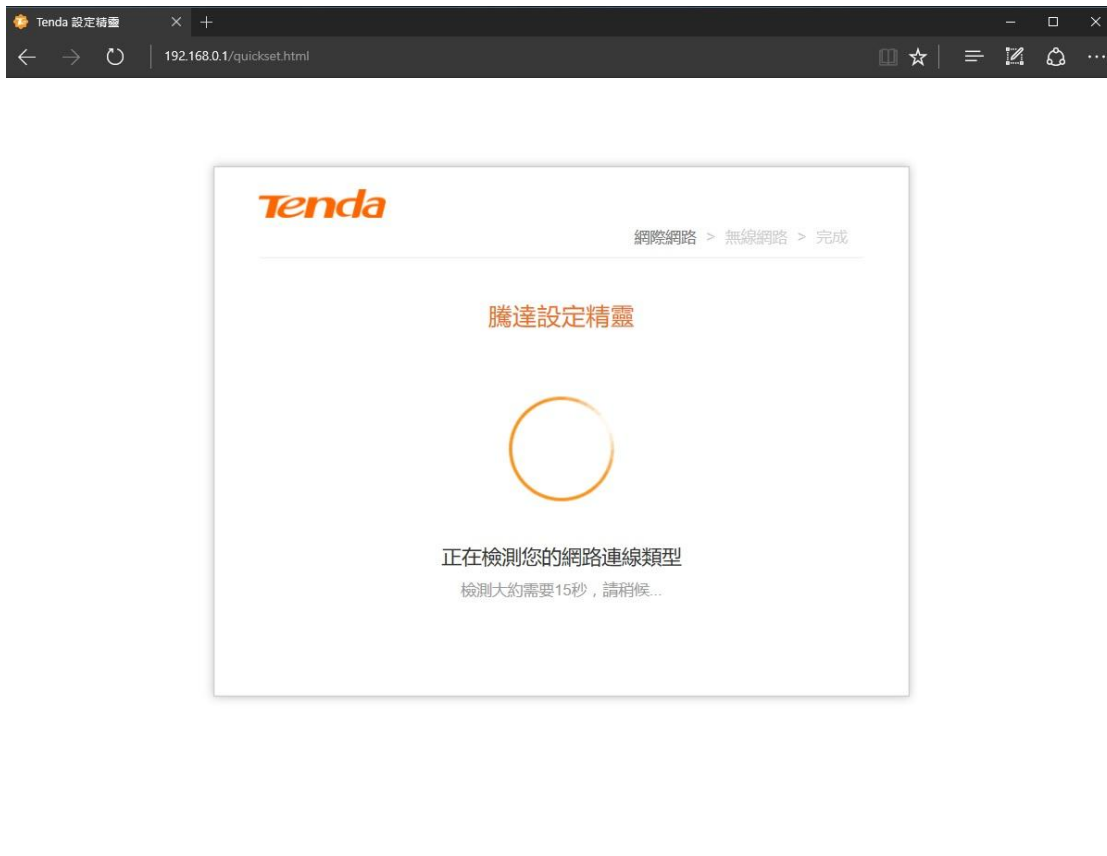 Tenda 設定精靈
192.168.0.1/quickset.html
Tenda
網際網路 > 無線網路 > 完成
騰達設定精靈
正在檢測您的網路連線類型
檢測大約需要15秒，請稍候...